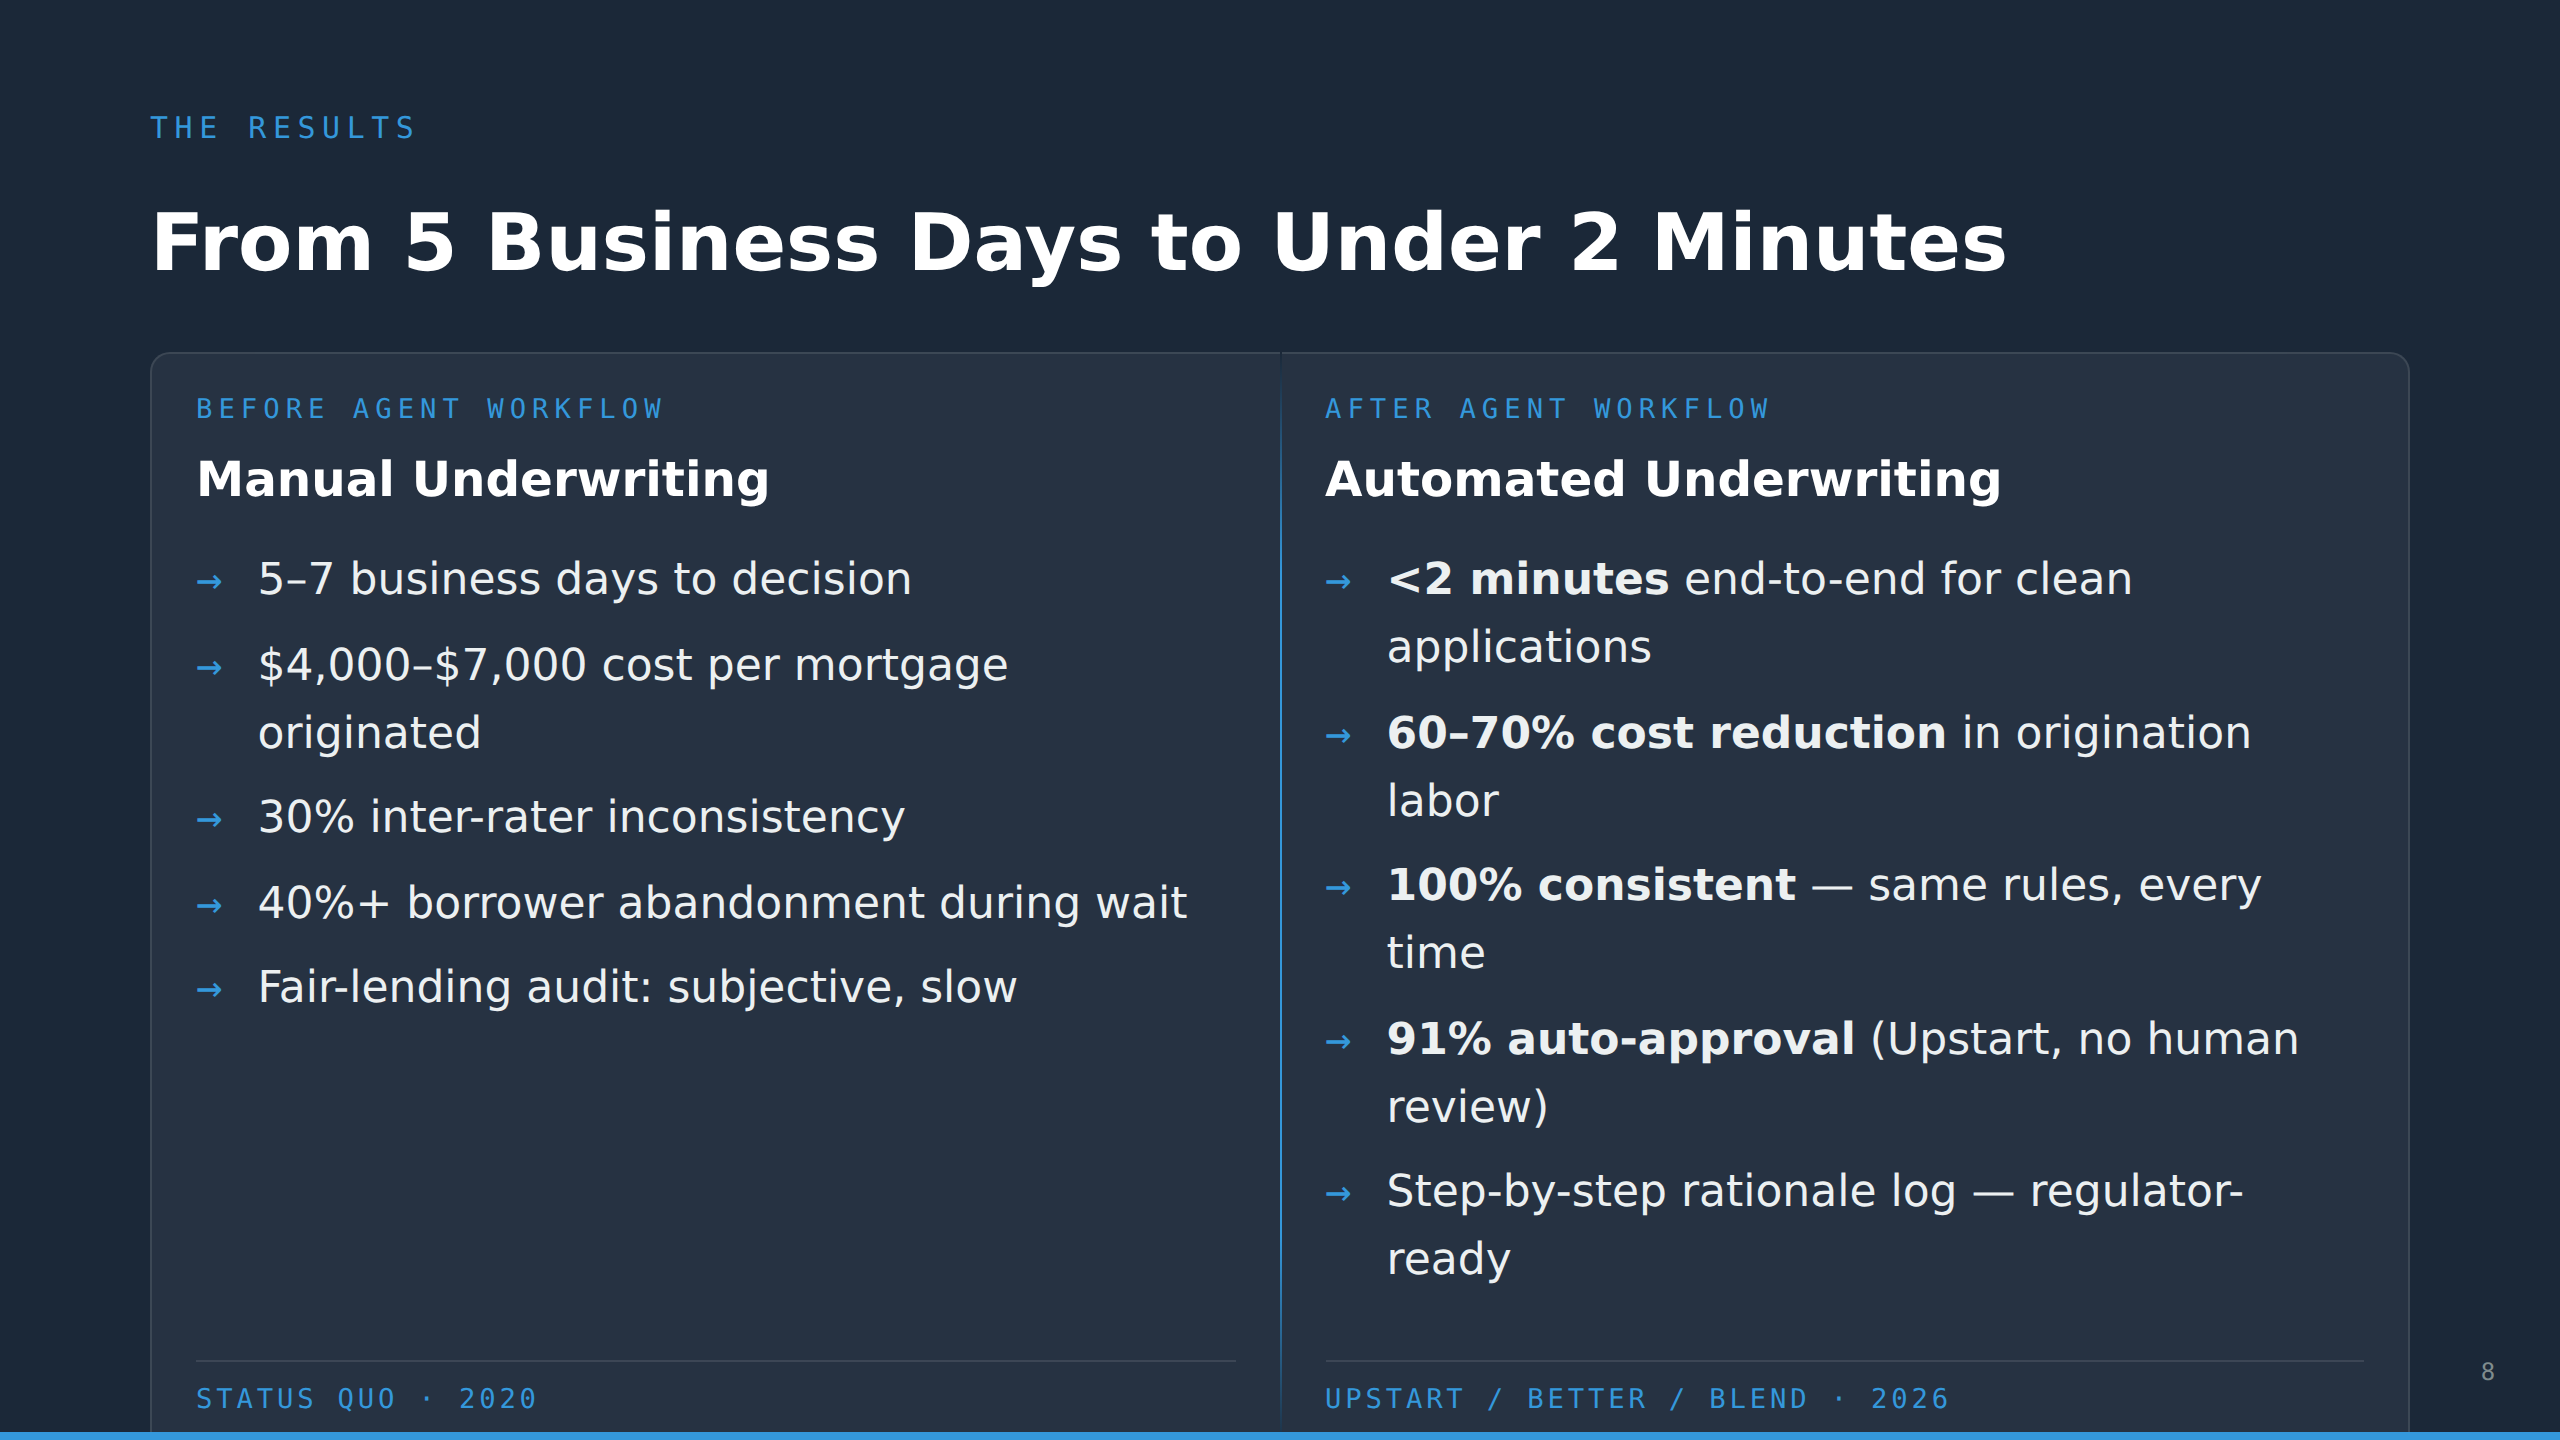 THE RESULTS
From 5 Business Days to Under 2 Minutes
BEFORE AGENT WORKFLOW
Manual Underwriting
→ 5–7 business days to decision
→ $4,000–$7,000 cost per mortgage
originated
→ 30% inter-rater inconsistency
→ 40%+ borrower abandonment during wait
→ Fair-lending audit: subjective, slow
STATUS QUO · 2020
AFTER AGENT WORKFLOW
Automated Underwriting
→ <2 minutes end-to-end for clean
applications
→ 60–70% cost reduction in origination
labor
→ 100% consistent — same rules, every
time
→ 91% auto-approval (Upstart, no human
review)
→ Step-by-step rationale log — regulator-
ready
UPSTART / BETTER / BLEND · 2026
8